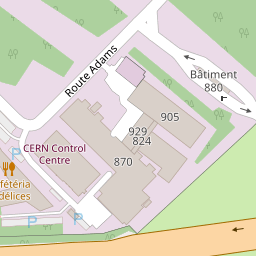 Route Adams
Bâtiment
880
905
929
824
CERN Control
Centre
870
fétéria
délices
P
P
P